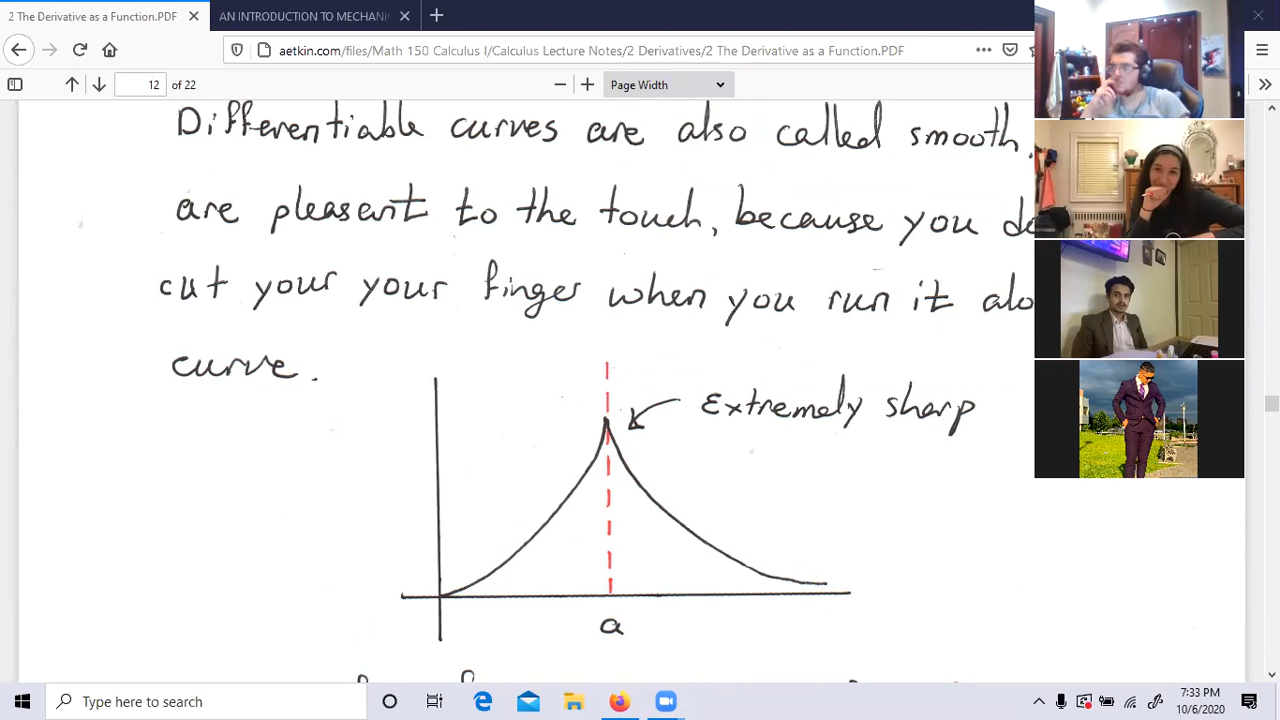 2 The Derivative as a Function.PDF
AN INTRODUCTION TO MECHANI
aetkin.com/files/Math 150 Calculus I/Calculus Lecture Notes/2 Derivatives/2 The Derivative as a Function.PDF
12 of 22
Page Width
Differentiable curves are also called smooth.
are pleasant to the touch, because you do
cut your your finger when you run it alo
curve.
Extremely sharp
a
Type here to search
7:33 PM
10/6/2020